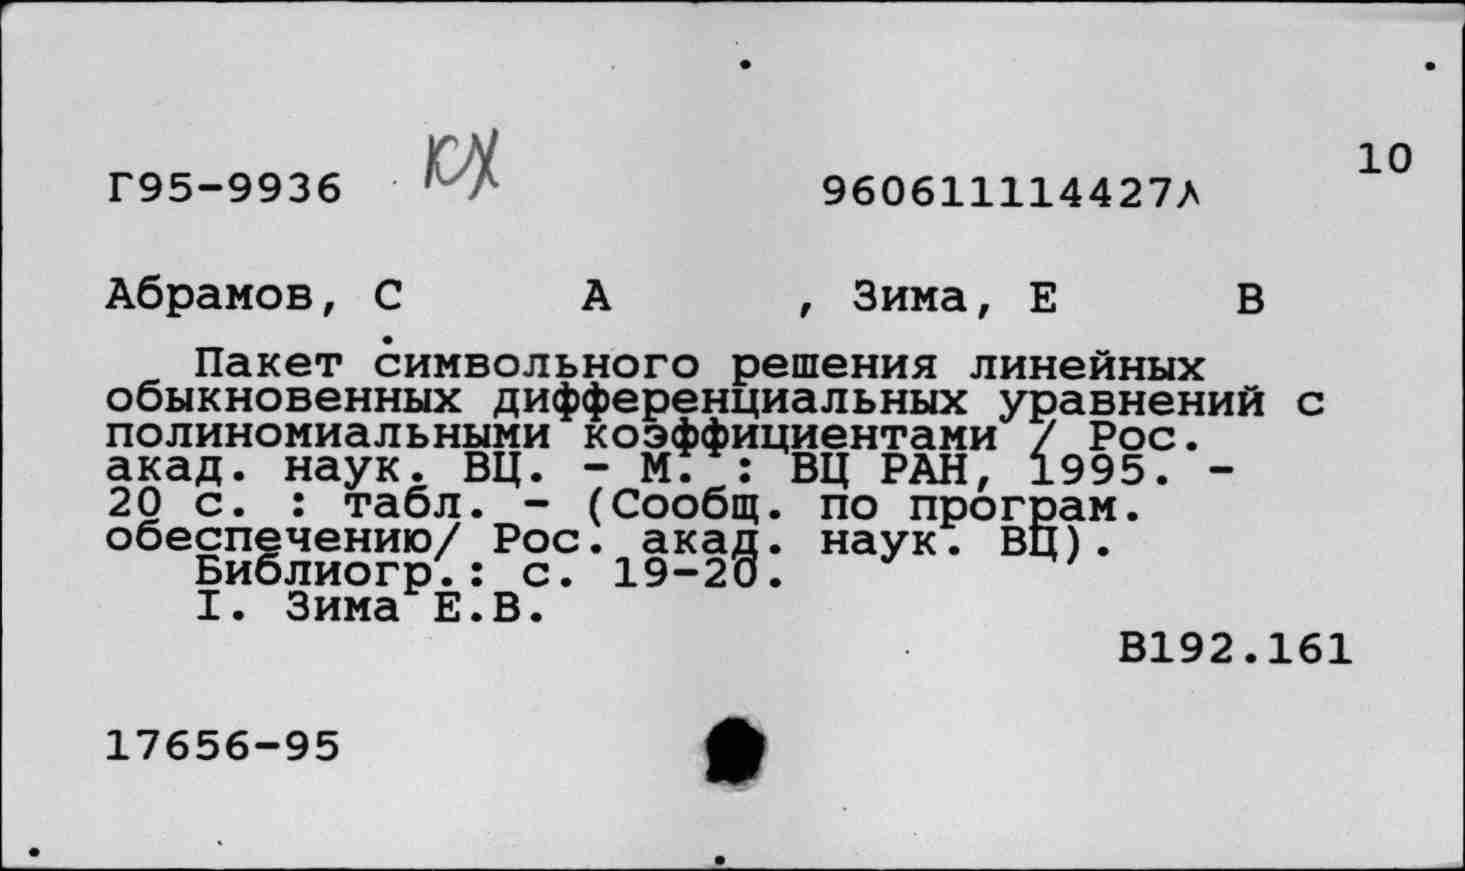 10
Г95-9936 КХ 960611114427Л
Абрамов, С А , Зима, Е В
Пакет символьного решения линейных
обыкновенных дифференциальных уравнений с
полиномиальными коэффициентами / Рос.
акад. наук. ВЦ. - М. : ВЦ РАН, 1995. -
20 с. : табл. - (Сообщ. по програм.
обеспечению/ Рос. акад. наук. ВЦ).
Библиогр.: с. 19-20.
I. Зима Е.В.
В192.161
17656-95